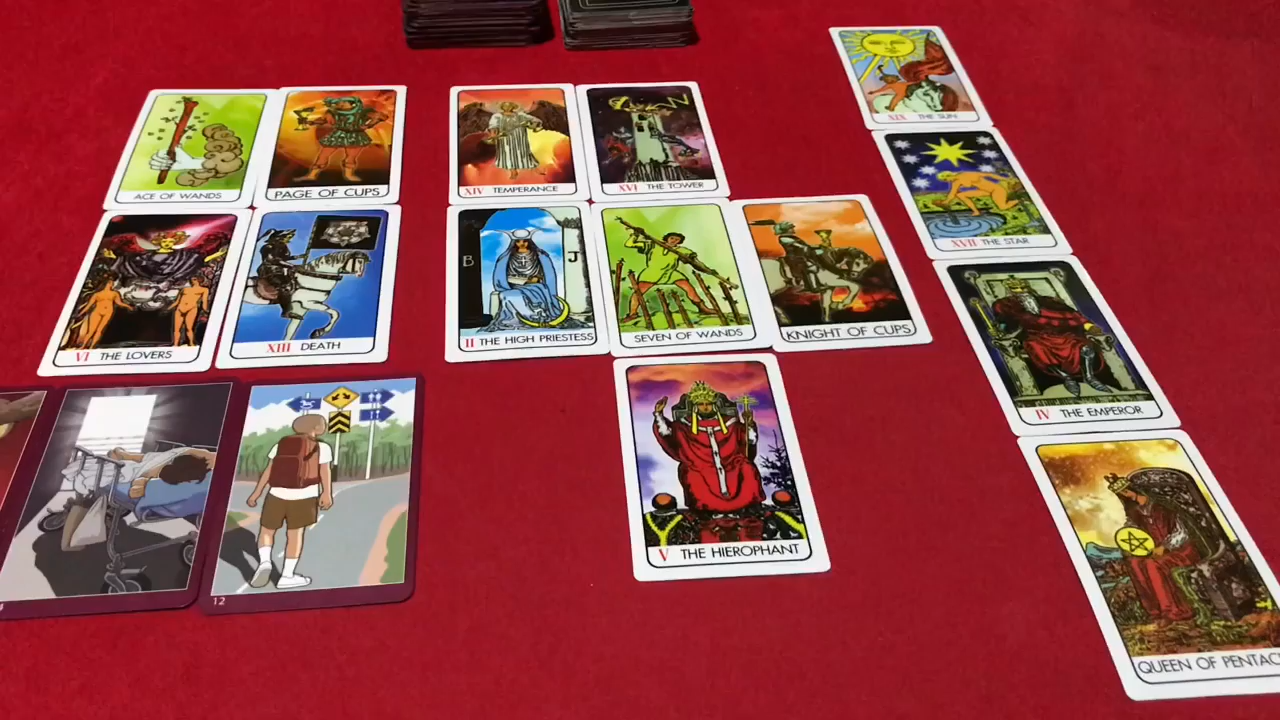 ACE OF WANDS
PAGE OF CUPS
XIV TEMPERANCE
XVI THE TOWER
XIX THE SUN
XVII THE STAR
VI THE LOVERS
XIII DEATH
B J
II THE HIGH PRIESTESS
SEVEN OF WANDS
KNIGHT OF CUPS
IV THE EMPEROR
V THE HIEROPHANT
12
QUEEN OF PENTAC